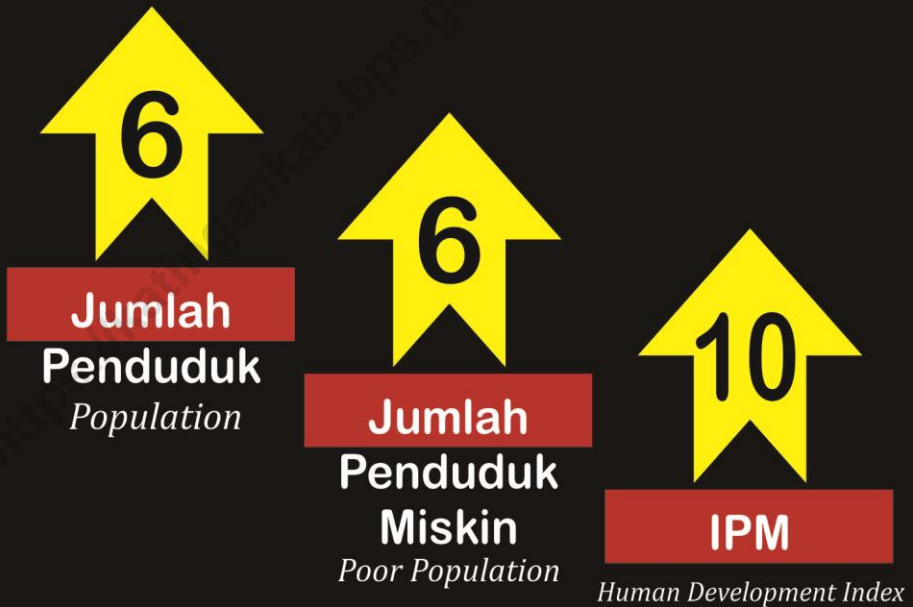 6
Jumlah
Penduduk
Population
6
Jumlah
Penduduk
Miskin
Poor Population
10
IPM
Human Development Index